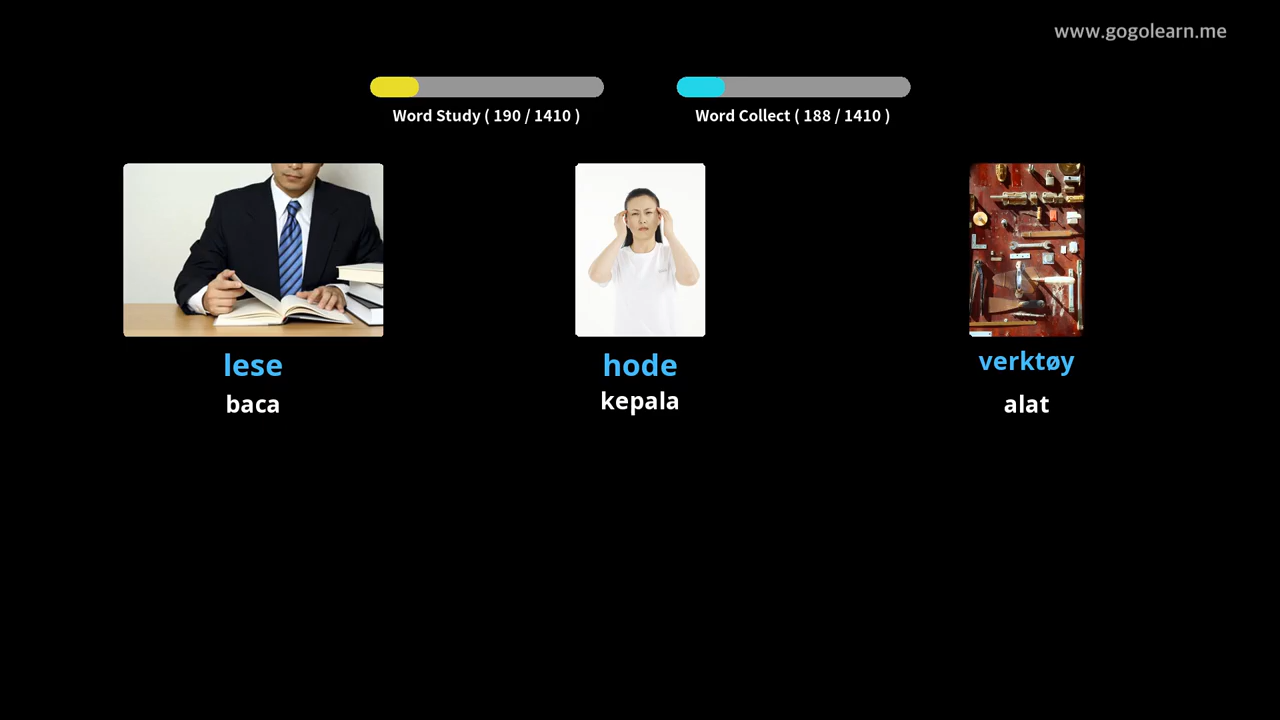 www.gogolearn.me
Word Study ( 190 / 1410 )
Word Collect ( 188 / 1410 )
lese
baca
hode
kepala
verktøy
alat